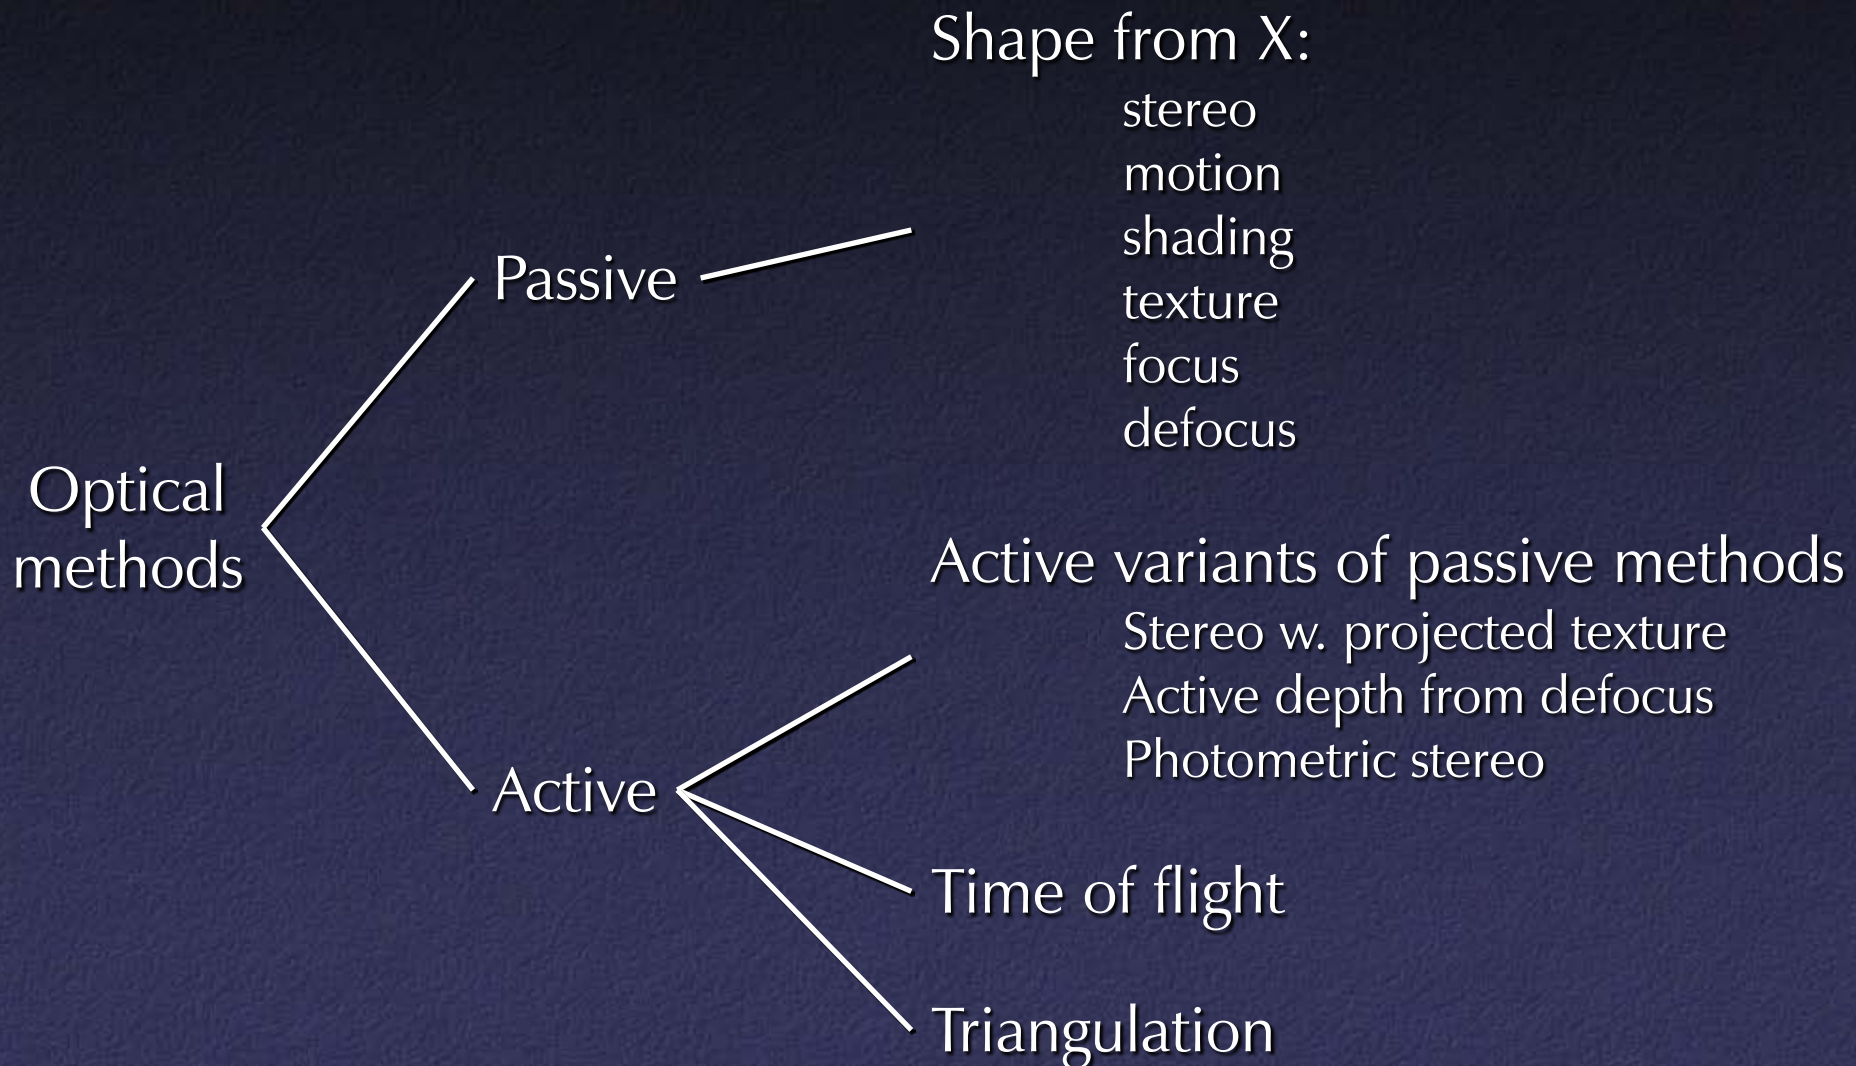 Optical
methods
Passive
Shape from X:
stereo
motion
shading
texture
focus
defocus
Active
Active variants of passive methods
Stereo w. projected texture
Active depth from defocus
Photometric stereo
Time of flight
Triangulation